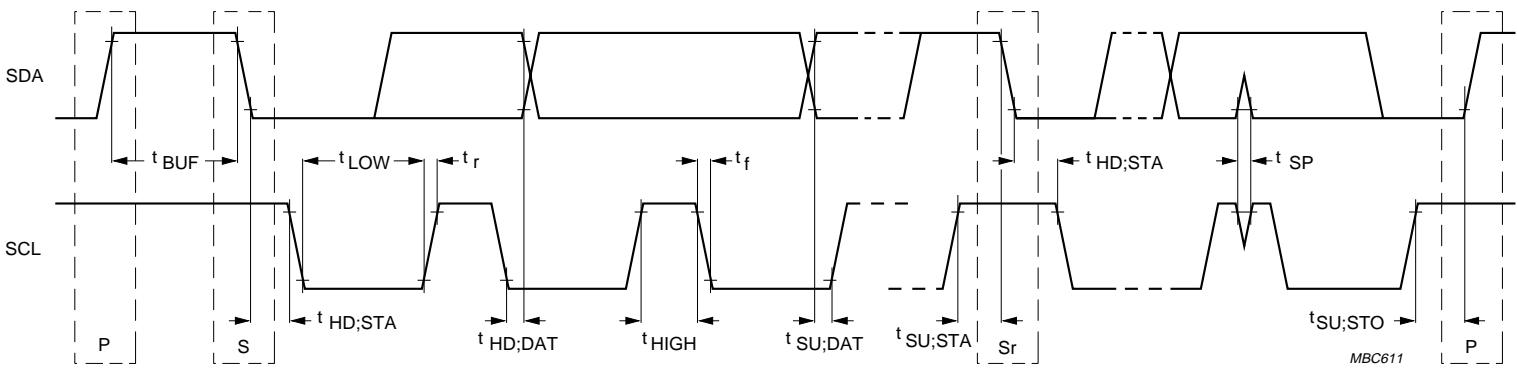 SDA
t BUF
t LOW
t r
t f
t HD;STA
t SP
SCL
t HD;STA
t HD;DAT
t HIGH
t SU;DAT
t SU;STA
t SU;STO
P
S
Sr
MBC611
P